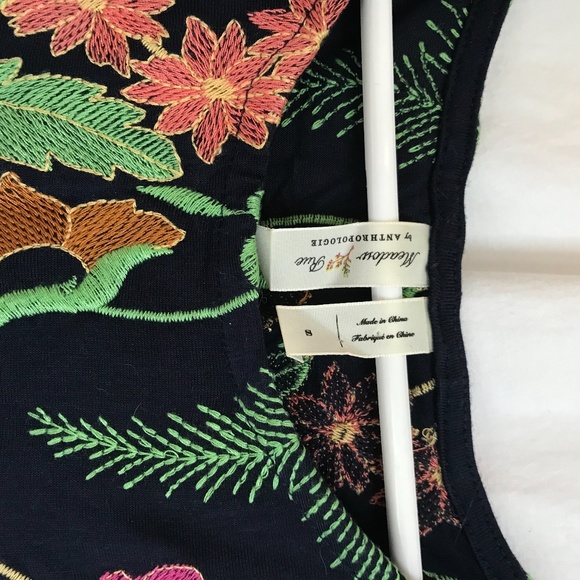 Meadow Rue
by ANTHROPOLOGIE
S
Made in China
Fabriqué en Chine